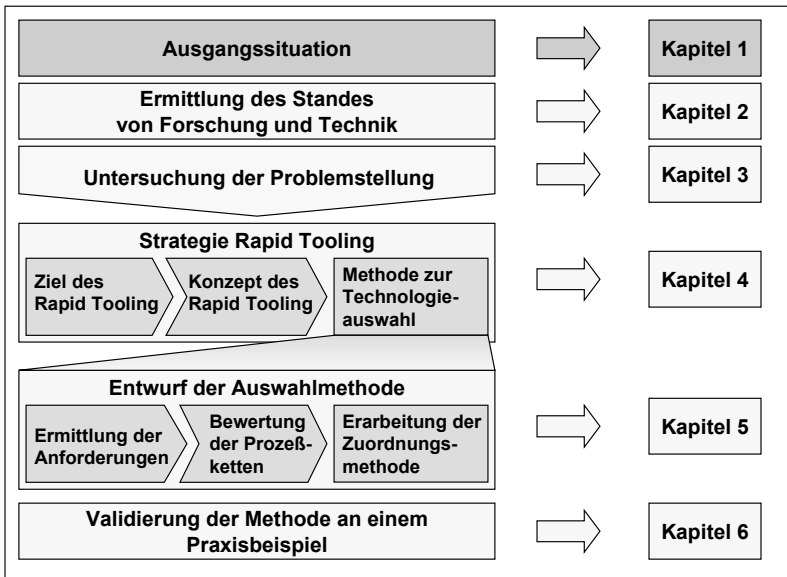 Ausgangssituation
Kapitel 1
Ermittlung des Standes
von Forschung und Technik
Kapitel 2
Untersuchung der Problemstellung
Kapitel 3
Strategie Rapid Tooling
Ziel des
Rapid Tooling
Konzept des
Rapid Tooling
Methode zur
Technologie-
auswahl
Kapitel 4
Entwurf der Auswahlmethode
Ermittlung der
Anforderungen
Bewertung
der Prozeß-
ketten
Erarbeitung der
Zuordnungs-
methode
Kapitel 5
Validierung der Methode an einem
Praxisbeispiel
Kapitel 6